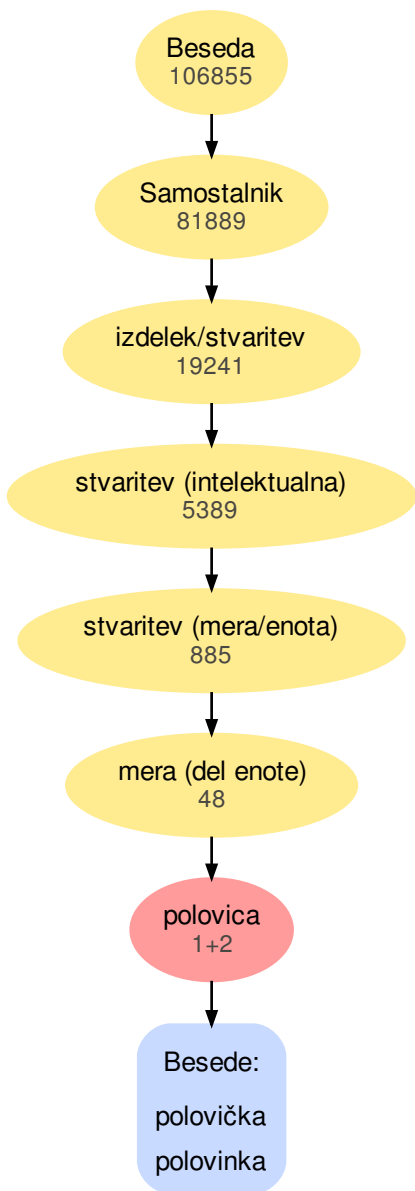 Beseda
106855
Samostalnik
81889
izdelek/stvaritev
19241
stvaritev (intelektualna)
5389
stvaritev (mera/enota)
885
mera (del enote)
48
polovica
1+2
Besede:
polovička
polovinka